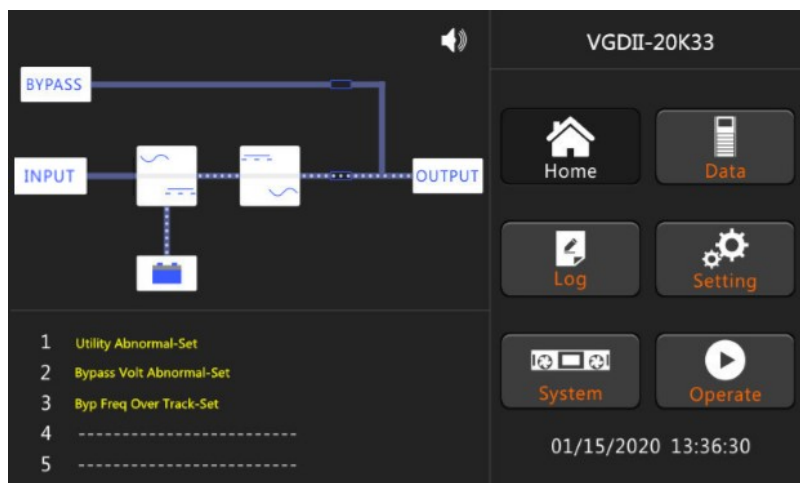 VGDII-20K33
BYPASS
INPUT
OUTPUT
Home
Data
Log
Setting
System
Operate
1 Utility Abnormal-Set
2 Bypass Volt Abnormal-Set
3 Byp Freq Over Track-Set
4 --------------------------
5 --------------------------
01/15/2020 13:36:30